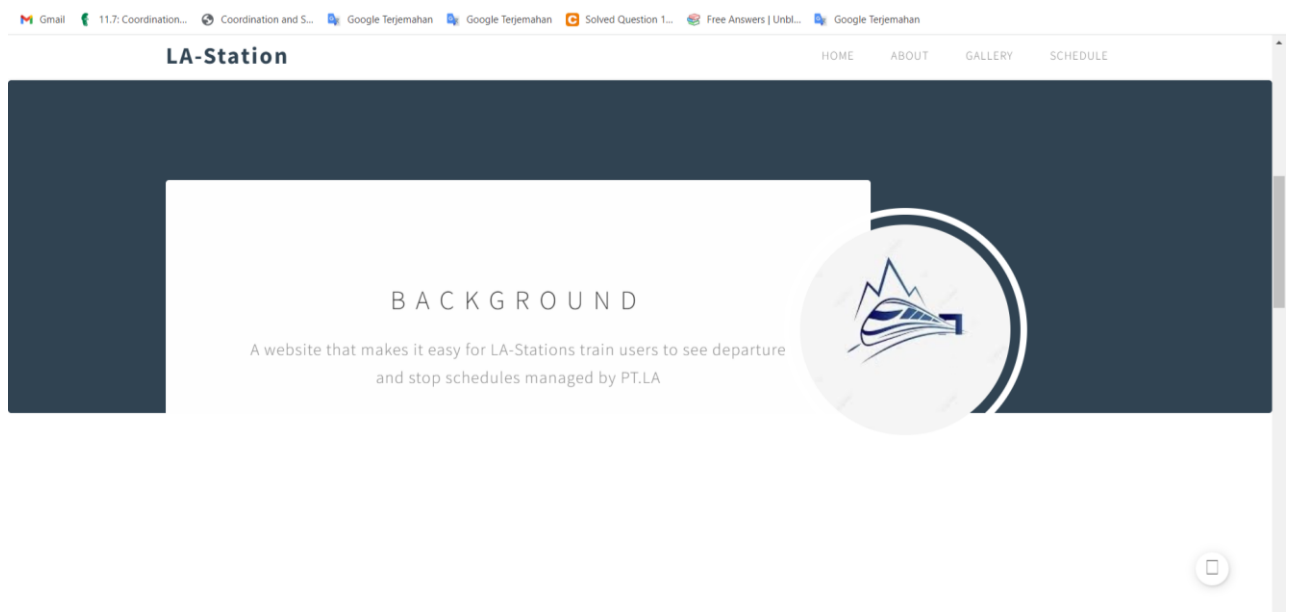 Gmail 11.7: Coordination... Coordination and S... Google Terjemahan Google Terjemahan Solved Question 1... Free Answers | Unbl... Google Terjemahan
LA-Station HOME ABOUT GALLERY SCHEDULE
BACKGROUND
A website that makes it easy for LA-Stations train users to see departure
and stop schedules managed by PT.LA